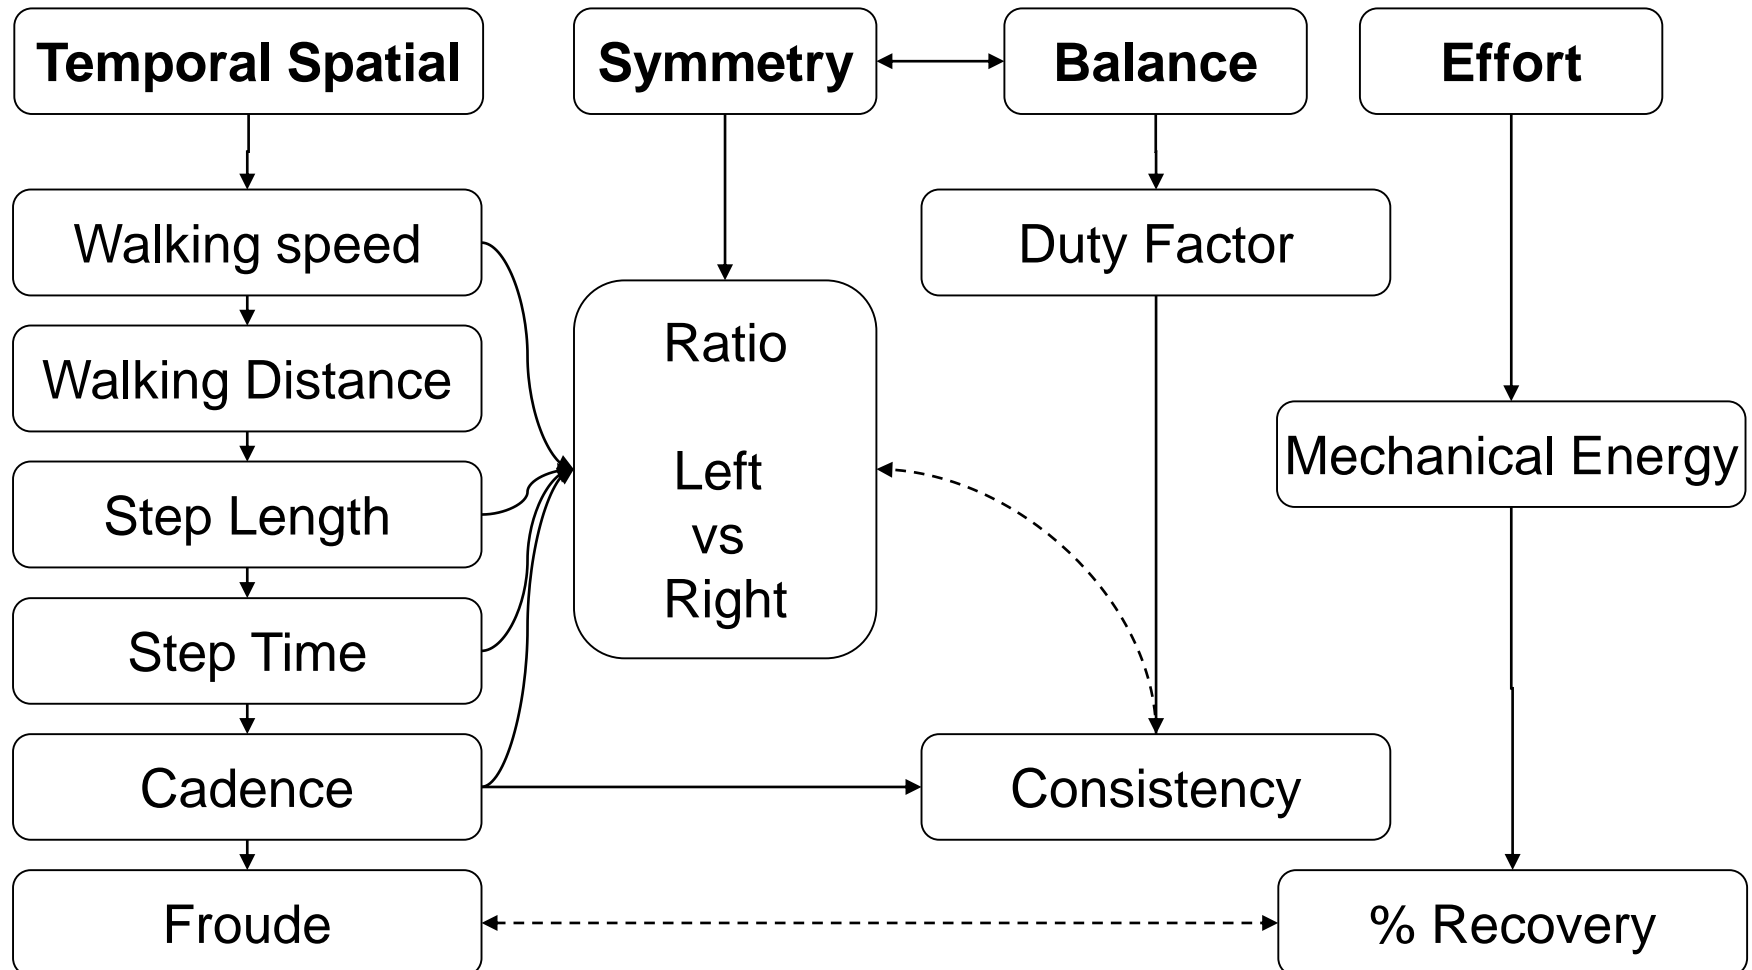 Temporal Spatial
Symmetry
Balance
Effort
Walking speed
Duty Factor
Walking Distance
Ratio
Left
vs
Right
Mechanical Energy
Step Length
Step Time
Cadence
Consistency
Froude
% Recovery